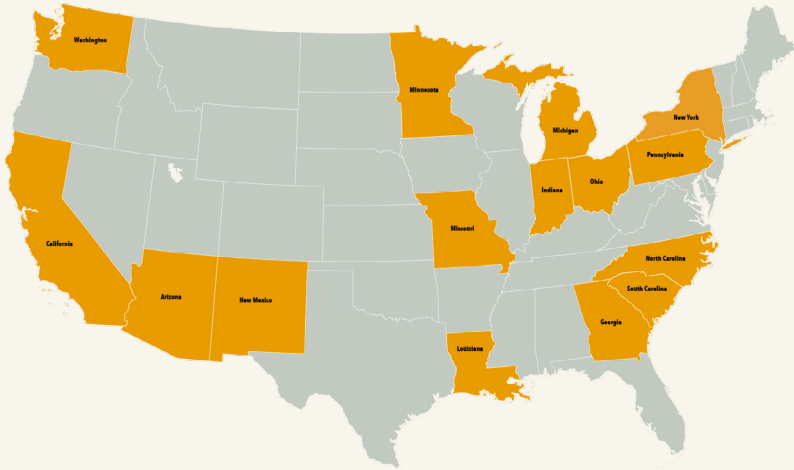 Washington
Minnesota
New York
Michigan
Pennsylvania
Ohio
Indiana
Missouri
California
North Carolina
South Carolina
Arizona
New Mexico
Georgia
Louisiana